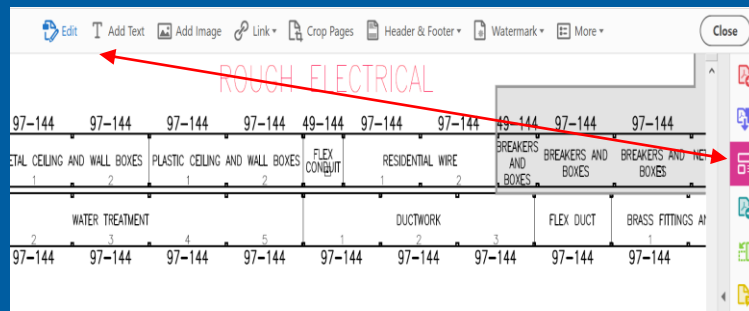 Edit Add Text Add Image Link Crop Pages Header & Footer Watermark More Close
ROUGH ELECTRICAL
97-144 97-144 97-144 97-144 49-144 97-144 97-144 49-144 97-144 97-144
ETAL CEILING AND WALL BOXES PLASTIC CEILING AND WALL BOXES FLEX CONDUIT RESIDENTIAL WIRE BREAKERS AND BOXES BREAKERS AND BOXES BREAKERS AND BOXES NE
1 2 1 2 1 2
WATER TREATMENT DUCTWORK FLEX DUCT BRASS FITTINGS A
2 3 4 5 1 2 3 1
97-144 97-144 97-144 97-144 97-144 97-144 97-144 97-144 97-144